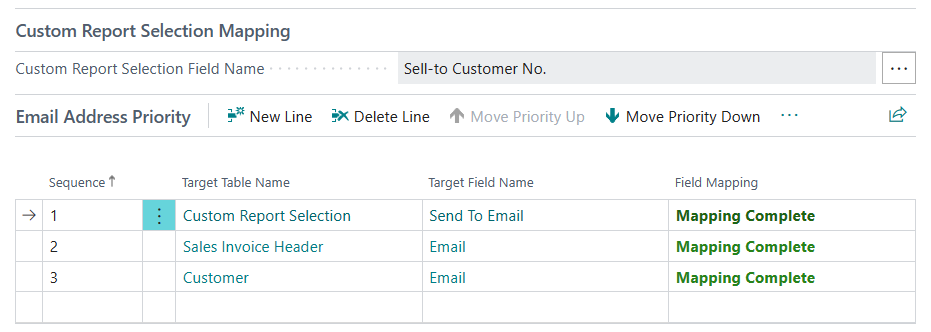 Custom Report Selection Mapping
Custom Report Selection Field Name Sell-to Customer No. ...
Email Address Priority New Line Delete Line Move Priority Up Move Priority Down ...
Sequence Target Table Name Target Field Name Field Mapping
1 Custom Report Selection Send To Email Mapping Complete
2 Sales Invoice Header Email Mapping Complete
3 Customer Email Mapping Complete